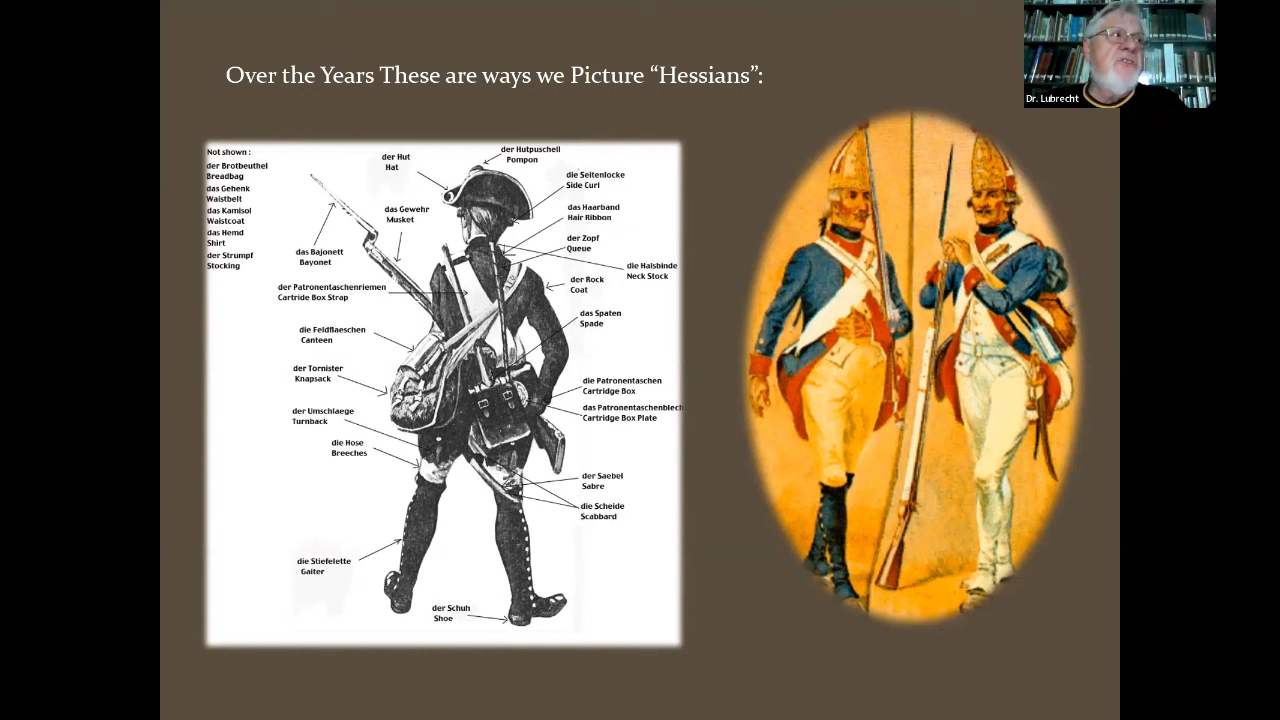 Over the Years These are ways we Picture “Hessians”:
Dr. Lubrecht
Not shown :
der Brotbeuthel
Breadbag
das Gehenk
Waistbelt
das Kamisol
Waistcoat
das Hemd
Shirt
der Strumpf
Stocking
der Hut
Hat
der Hutpuschell
Pompon
die Seitenlocke
Side Curl
das Gewehr
Musket
das Haarband
Hair Ribbon
der Zopf
Queue
das Bajonett
Bayonet
die Halsbinde
Neck Stock
der Rock
Coat
der Patronentaschenriemen
Cartride Box Strap
das Spaten
Spade
die Feldflaeschen
Canteen
der Tornister
Knapsack
die Patronentaschen
Cartridge Box
das Patronentaschenblech
Cartridge Box Plate
der Umschlaege
Turnback
die Hose
Breeches
der Saebel
Sabre
die Scheide
Scabbard
die Stiefelette
Gaiter
der Schuh
Shoe